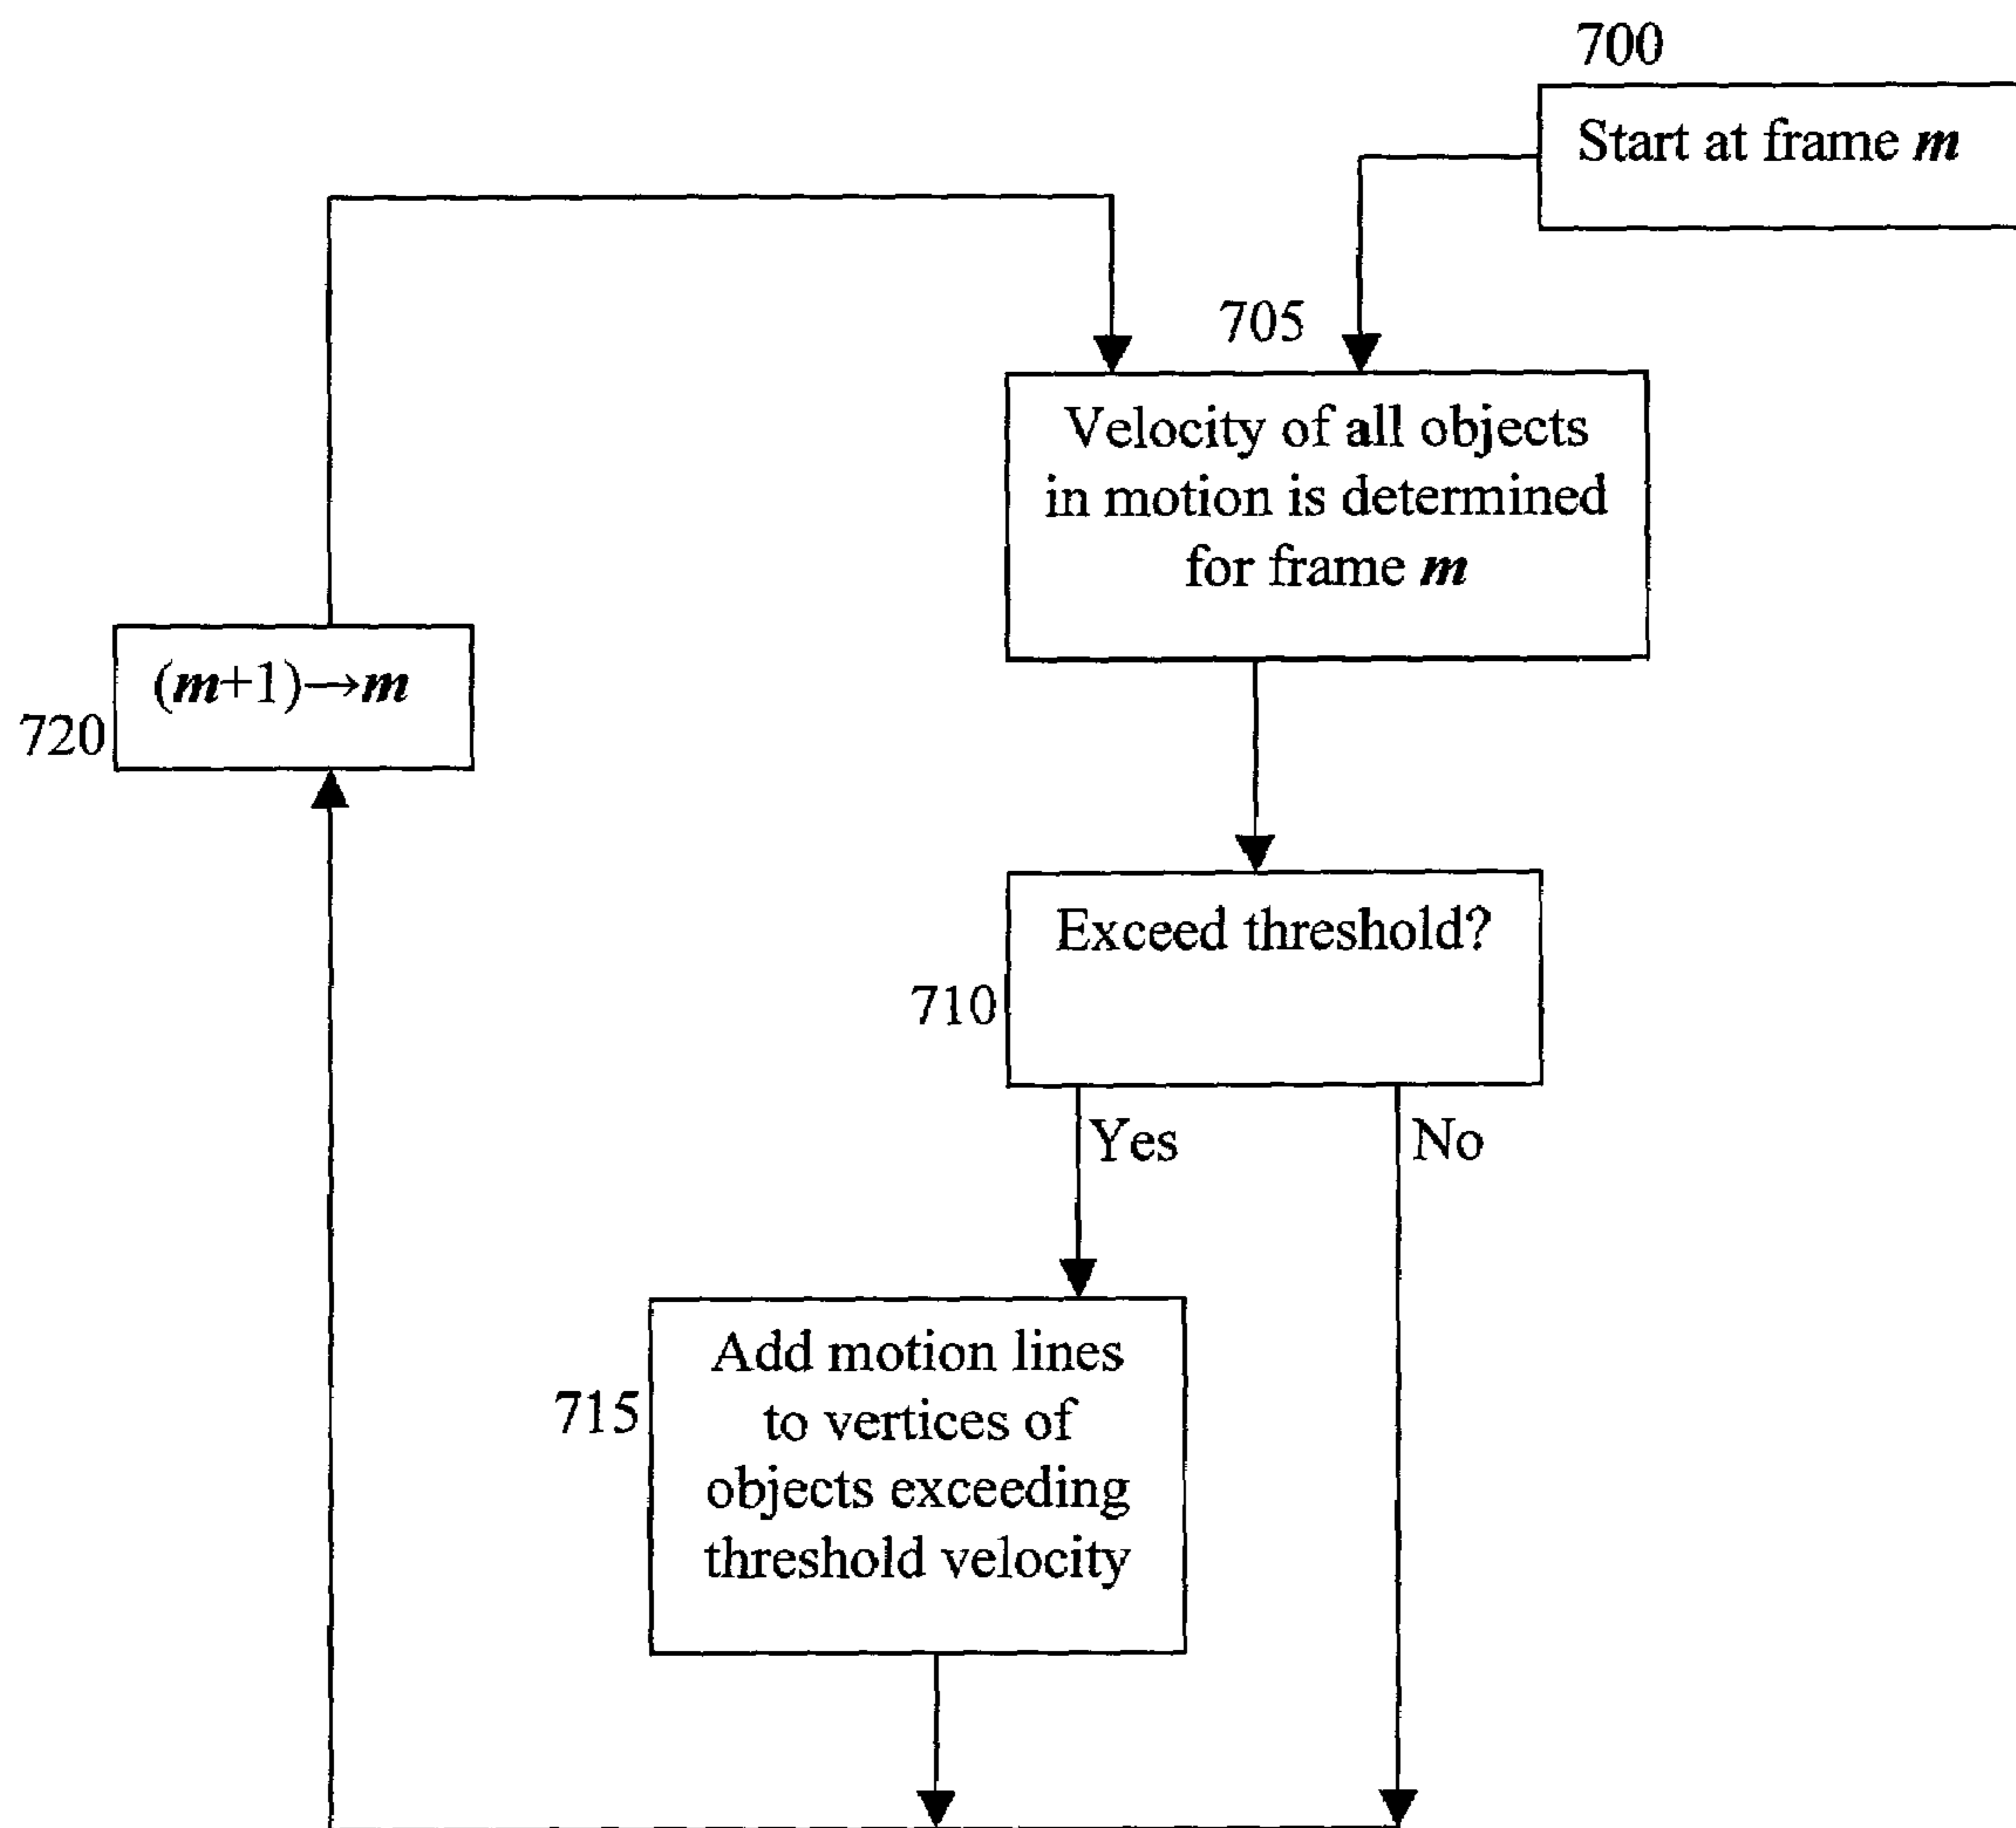 700
Start at frame m
705
Velocity of all objects
in motion is determined
for frame m
(m+1)→m
720
Exceed threshold?
710
Yes
No
Add motion lines
to vertices of
objects exceeding
threshold velocity
715